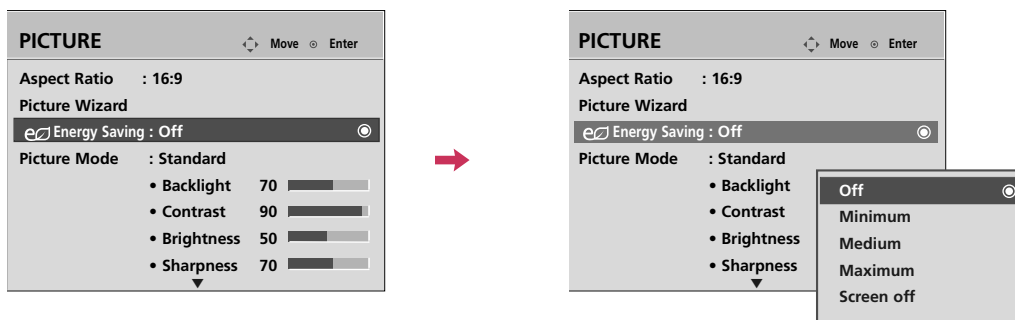 PICTURE
Move Enter
Aspect Ratio : 16:9
Picture Wizard
e Energy Saving : Off
Picture Mode : Standard
• Backlight 70
• Contrast 90
• Brightness 50
• Sharpness 70
PICTURE
Move Enter
Aspect Ratio : 16:9
Picture Wizard
e Energy Saving : Off
Picture Mode : Standard
• Backlight
• Contrast
• Brightness
• Sharpness
Off
Minimum
Medium
Maximum
Screen off